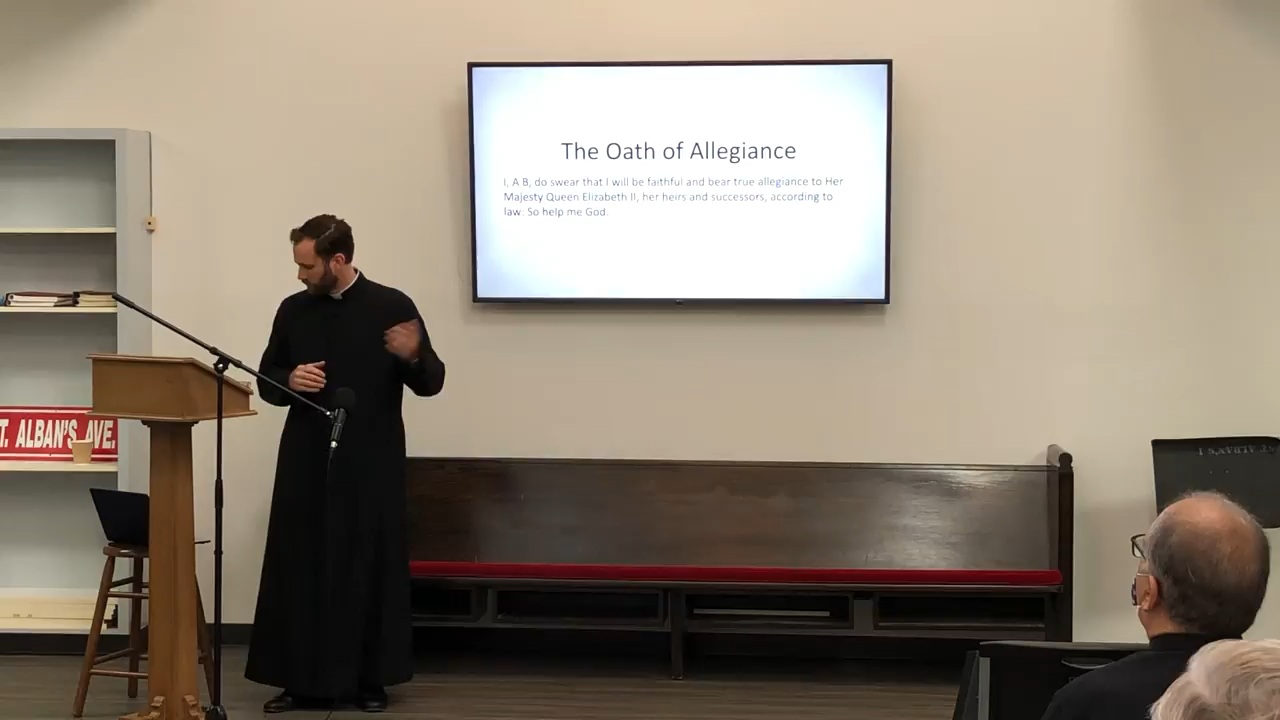 The Oath of Allegiance
I, A B, do swear that I will be faithful and bear true allegiance to Her
Majesty Queen Elizabeth II, her heirs and successors, according to
law: So help me God.
T. ALBAN'S AVE.